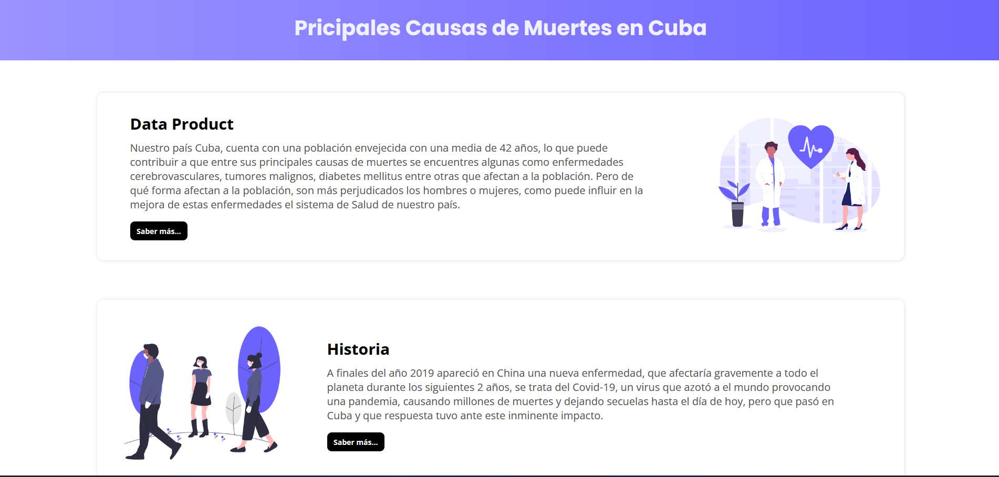 Pricipales Causas de Muertes en Cuba
Data Product
Nuestro país Cuba, cuenta con una población envejecida con una media de 42 años, lo que puede
contribuir a que entre sus principales causas de muertes se encuentres algunas como enfermedades
cerebrovasculares, tumores malignos, diabetes mellitus entre otras que afectan a la población. Pero de
qué forma afectan a la población, son más perjudicados los hombres o mujeres, como puede influir en la
mejora de estas enfermedades el sistema de Salud de nuestro país.
Saber más...
Historia
A finales del año 2019 apareció en China una nueva enfermedad, que afectaría gravemente a todo el
planeta durante los siguientes 2 años, se trata del Covid-19, un virus que azotó a el mundo provocando
una pandemia, causando millones de muertes y dejando secuelas hasta el día de hoy, pero que pasó en
Cuba y que respuesta tuvo ante este inminente impacto.
Saber más...